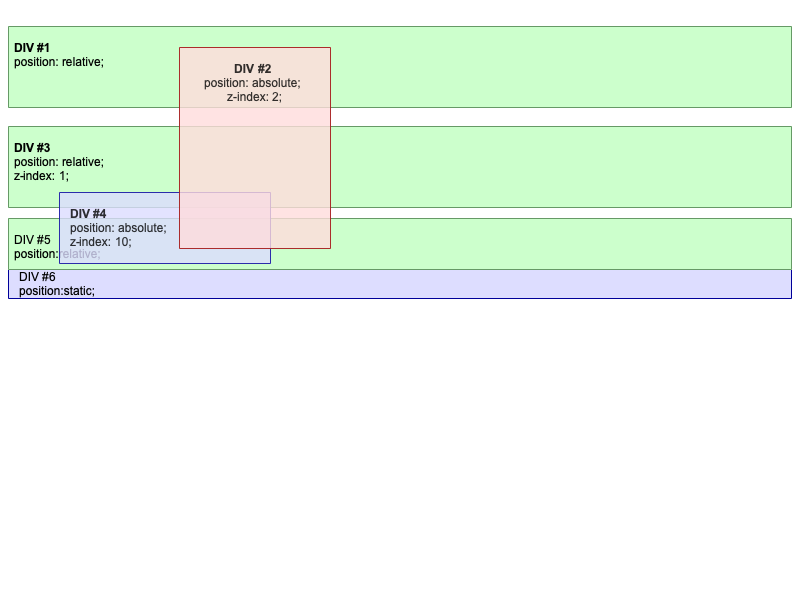 DIV #1
position: relative;
DIV #2
position: absolute;
z-index: 2;
DIV #3
position: relative;
z-index: 1;
DIV #4
position: absolute;
z-index: 10;
DIV #5
position:relative;
DIV #6
position:static;